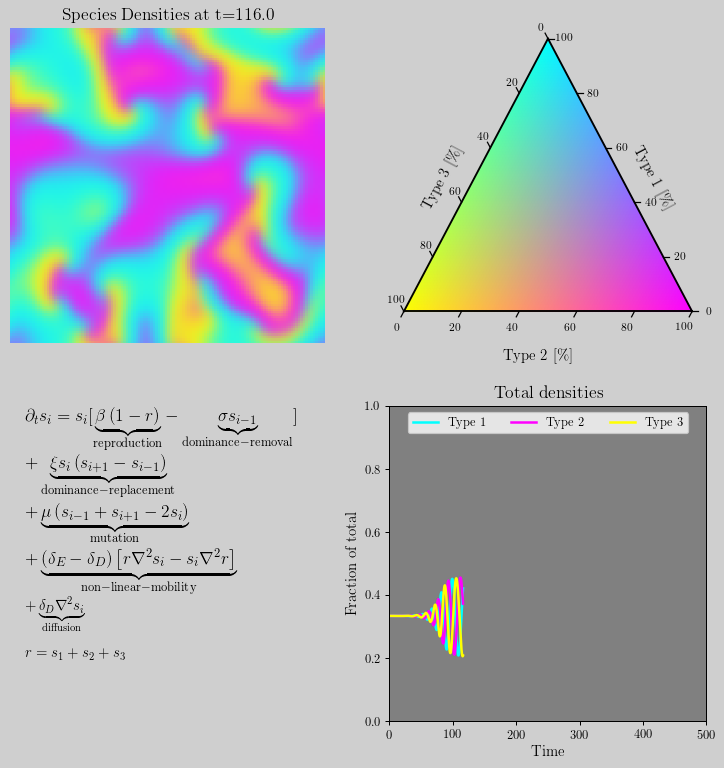 Species Densities at t=116.0
0
100
20
80
40
60
Type 3 [%]
Type 1 [%]
60
40
80
20
100
0
0 20 40 60 80 100
Type 2 [%]
∂ₜsᵢ = sᵢ[β(1 − r) − σsᵢ₋₁ ]
reproduction dominance−removal
+ ξsᵢ(sᵢ₊₁ − sᵢ₋₁)
dominance−replacement
+ μ(sᵢ₋₁ + sᵢ₊₁ − 2sᵢ)
mutation
+ (δ_E − δ_D)[r∇²sᵢ − sᵢ∇²r]
non−linear−mobility
+ δ_D∇²sᵢ
diffusion
r = s₁ + s₂ + s₃
Total densities
Type 1 Type 2 Type 3
1.0
0.8
0.6
0.4
0.2
0.0
Fraction of total
0 100 200 300 400 500
Time